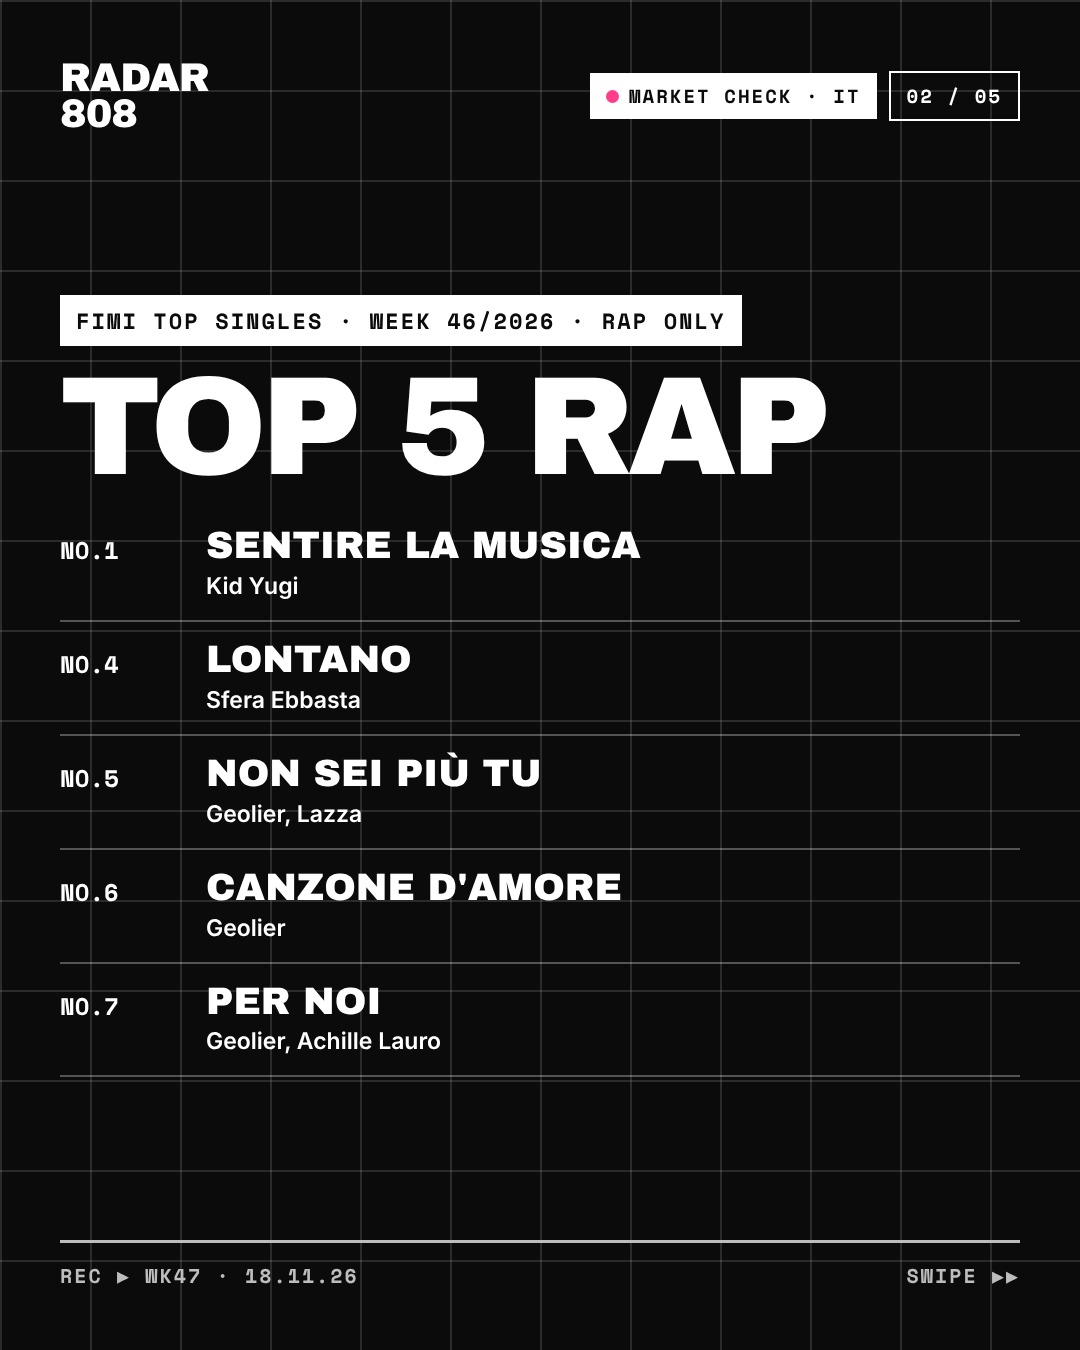 RADAR
808
MARKET CHECK · IT
02 / 05
FIMI TOP SINGLES · WEEK 46/2026 · RAP ONLY
TOP 5 RAP
NO.1
SENTIRE LA MUSICA
Kid Yugi
NO.4
LONTANO
Sfera Ebbasta
NO.5
NON SEI PIÙ TU
Geolier, Lazza
NO.6
CANZONE D'AMORE
Geolier
NO.7
PER NOI
Geolier, Achille Lauro
REC ▶ WK47 · 18.11.26
SWIPE ▶▶